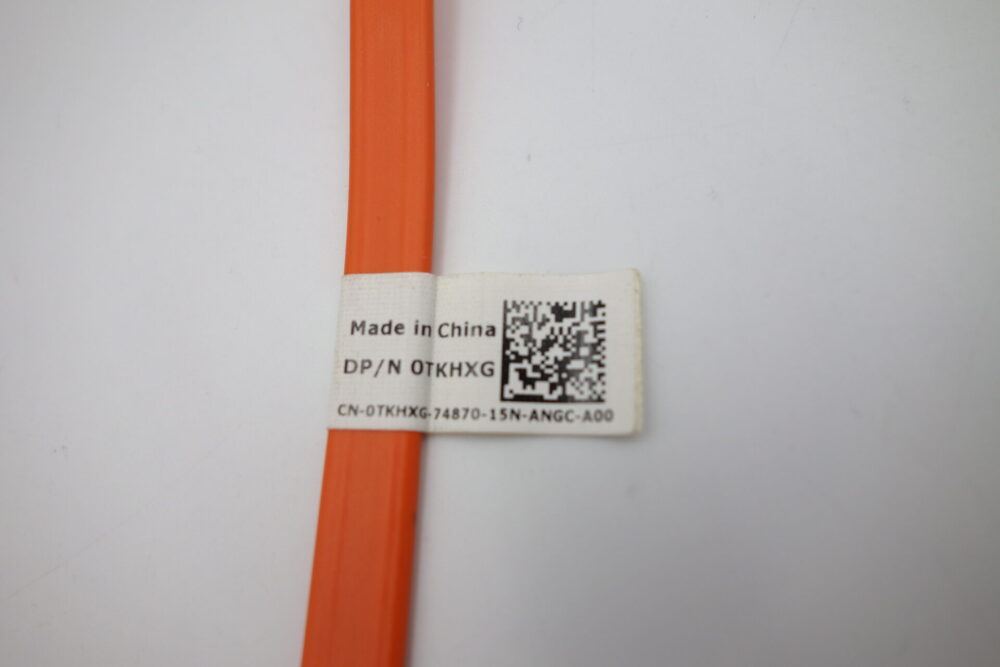 Made in China
DP/N 0TKHXG
CN-0TKHXG-74870-15N-ANGC-A00